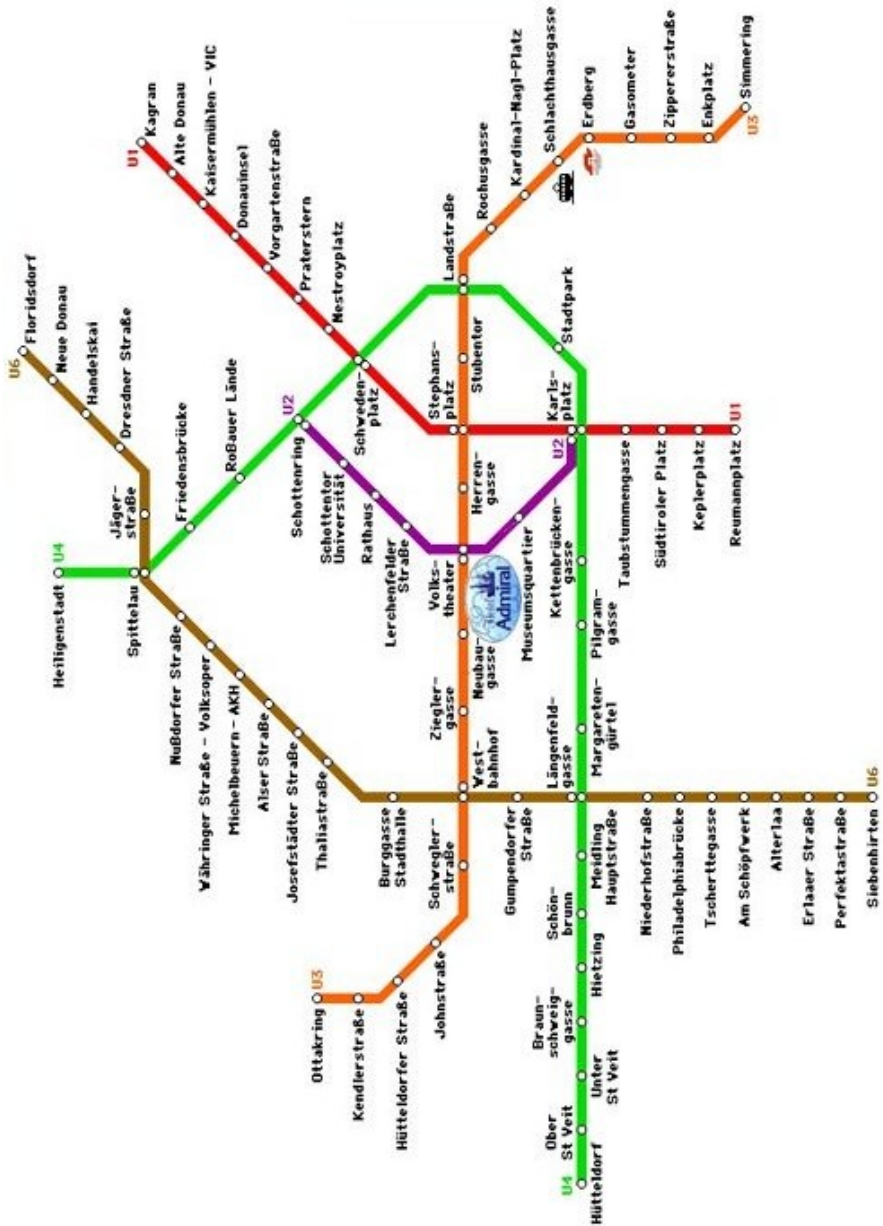 U6
Floridsdorf
Neue Donau
Handelskai
Dresdner Straße
Jäger-
straße
U4
Heiligenstadt
Spittelau
Friedensbrücke
Roßauer Lände
U1
Kagran
Alte Donau
Kaisermühlen - VIC
Donauinsel
Vorgartenstraße
Praterstern
Nestroyplatz
Schweden-
platz
U2
Schottenring
Schottentor
Universität
Rathaus
Lerchenfelder
Straße
Volks-
theater
Museumsquartier
U2
Nußdorfer Straße
Währinger Straße - Volksoper
Michelbeuern - AKH
Alser Straße
Josefstädter Straße
Thaliastraße
Burggasse
Stadthalle
U3
Ottakring
Kendlerstraße
Hütteldorfer Straße
Johnstraße
Schwegler-
straße
West-
bahnhof
Ziegler-
gasse
Neubau-
gasse
Admiral
Herren-
gasse
Stephans-
platz
Stubentor
Landstraße
Rochusgasse
Kardinal-Nagl-Platz
Schlachthausgasse
Erdberg
Gasometer
Zippererstraße
Enkplatz
Simmering
U3
Gumpendorfer
Straße
Längenfeld-
gasse
U4
Hütteldorf
Ober
St Veit
Unter
St Veit
Braun-
schweig-
gasse
Hietzing
Schön-
brunn
Meidling
Hauptstraße
Margareten-
gürtel
Pilgram-
gasse
Kettenbrücken-
gasse
Karls-
platz
Stadtpark
Taubstummengasse
Südtiroler Platz
Keplerplatz
Reumannplatz
U1
Niederhofstraße
Philadelphiabrücke
Tscherttegasse
Am Schöpfwerk
Alterlaa
Erlaaer Straße
Perfektastraße
Siebenhirten
U6